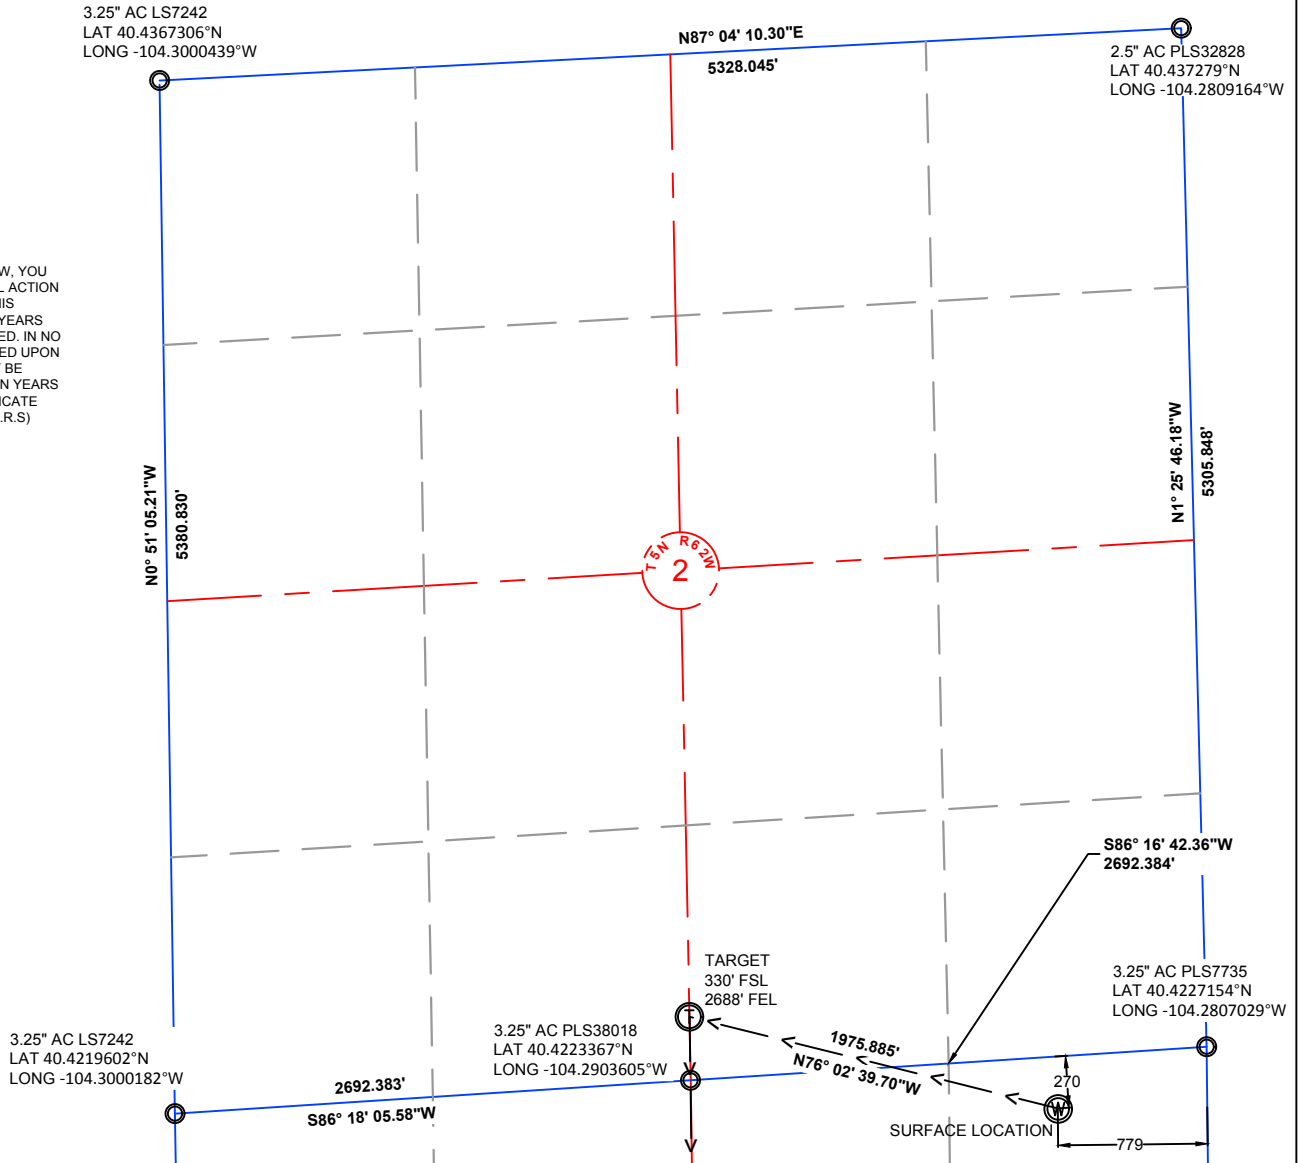 3.25" AC LS7242
LAT 40.4367306°N
LONG -104.3000439°W
N87° 04' 10.30"E
5328.045'
2.5" AC PLS32828
LAT 40.437279°N
LONG -104.2809164°W
W, YOU
L ACTION
HIS
YEARS
ED. IN NO
ED UPON
BE
N YEARS
ICATE
.R.S)
N0° 51' 05.21"W
5380.830'
N1° 25' 46.18"W
5305.848'
T5N R62W
2
S86° 16' 42.36"W
2692.384'
TARGET
330' FSL
2688' FEL
T
3.25" AC PLS7735
LAT 40.4227154°N
LONG -104.2807029°W
3.25" AC LS7242
LAT 40.4219602°N
LONG -104.3000182°W
3.25" AC PLS38018
LAT 40.4223367°N
LONG -104.2903605°W
1975.885'
N76° 02' 39.70"W
2692.383'
S86° 18' 05.58"W
270
W
SURFACE LOCATION
779